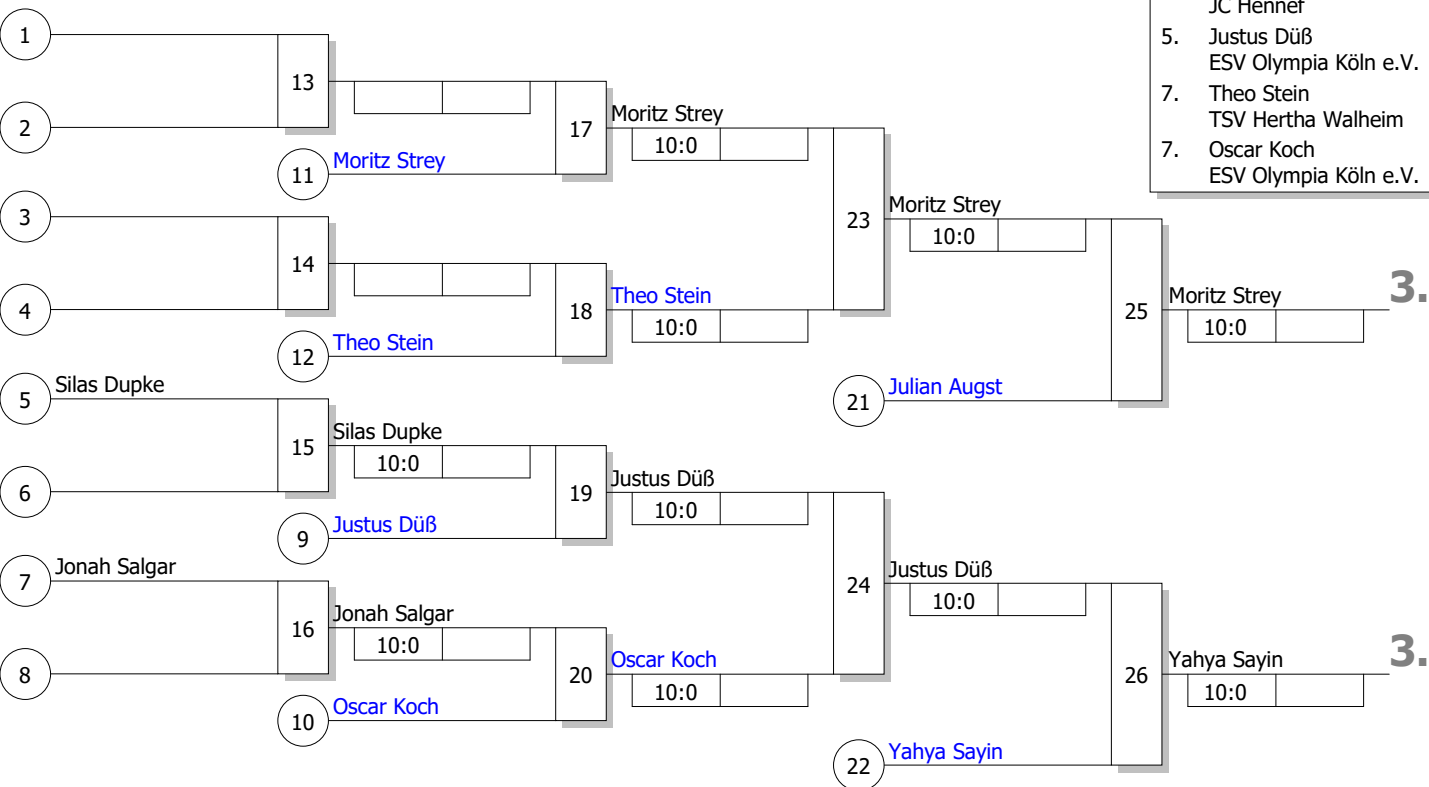 JC Hennef
5. Justus Düß
ESV Olympia Köln e.V.
7. Theo Stein
TSV Hertha Walheim
7. Oscar Koch
ESV Olympia Köln e.V.
1
13
2
17
Moritz Strey
10:0
11
Moritz Strey
3
14
4
18
Theo Stein
10:0
12
Theo Stein
23
Moritz Strey
10:0
25
Moritz Strey
3.
10:0
21
Julian Augst
5
Silas Dupke
15
Silas Dupke
10:0
6
19
Justus Düß
10:0
9
Justus Düß
7
Jonah Salgar
16
Jonah Salgar
10:0
8
20
Oscar Koch
10:0
10
Oscar Koch
24
Justus Düß
10:0
26
Yahya Sayin
3.
10:0
22
Yahya Sayin